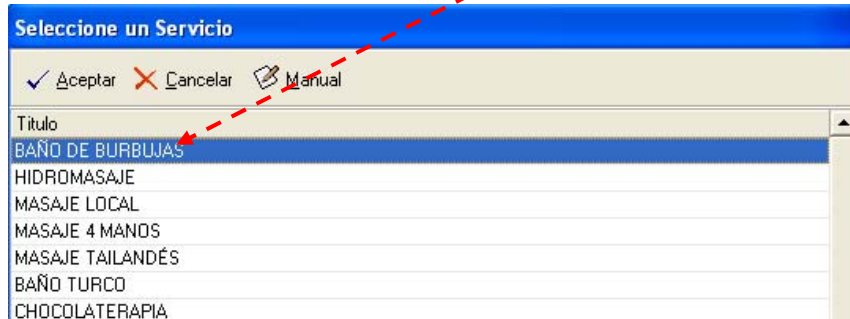 Seleccione un Servicio
Aceptar Cancelar Manual
Titulo
BAÑO DE BURBUJAS
HIDROMASAJE
MASAJE LOCAL
MASAJE 4 MANOS
MASAJE TAILANDÉS
BAÑO TURCO
CHOCOLATERAPIA